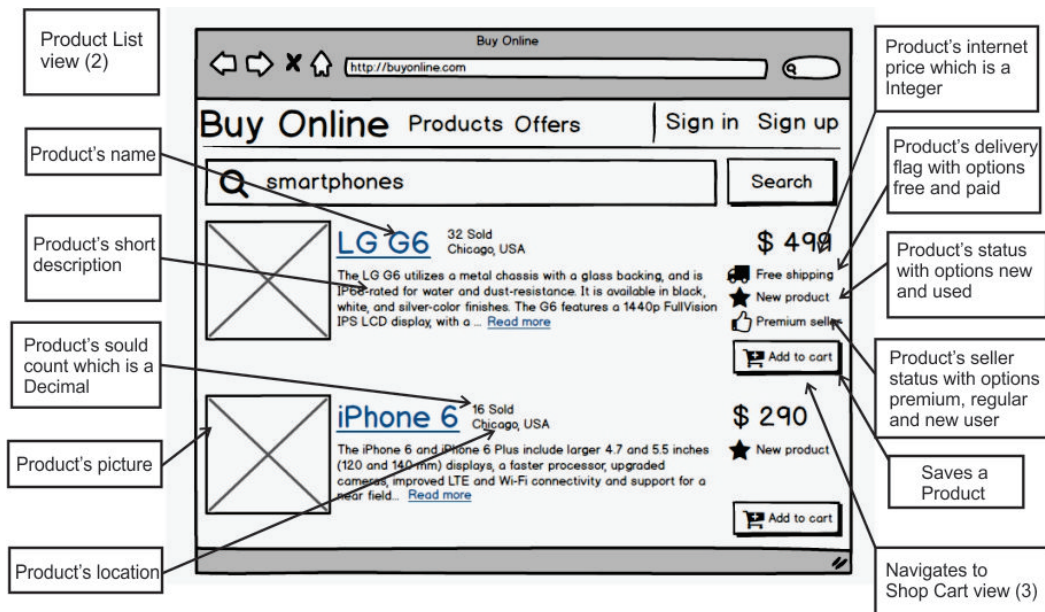 Product List
view (2)
Product's name
Product's short
description
Product's sould
count which is a
Decimal
Product's picture
Product's location
Buy Online
http://buyonline.com
Buy Online Products Offers Sign in Sign up
smartphones Search
LG G6 32 Sold
Chicago, USA
$ 499
The LG G6 utilizes a metal chassis with a glass backing, and is
IP68-rated for water and dust-resistance. It is available in black,
white, and silver-color finishes. The G6 features a 1440p FullVision
IPS LCD display, with a ... Read more
Free shipping
New product
Premium seller
Add to cart
iPhone 6 16 Sold
Chicago, USA
$ 290
The iPhone 6 and iPhone 6 Plus include larger 4.7 and 5.5 inches
(120 and 140 mm) displays, a faster processor, upgraded
cameras, improved LTE and Wi-Fi connectivity and support for a
near field... Read more
New product
Add to cart
Product's internet
price which is a
Integer
Product's delivery
flag with options
free and paid
Product's status
with options new
and used
Product's seller
status with options
premium, regular
and new user
Saves a
Product
Navigates to
Shop Cart view (3)